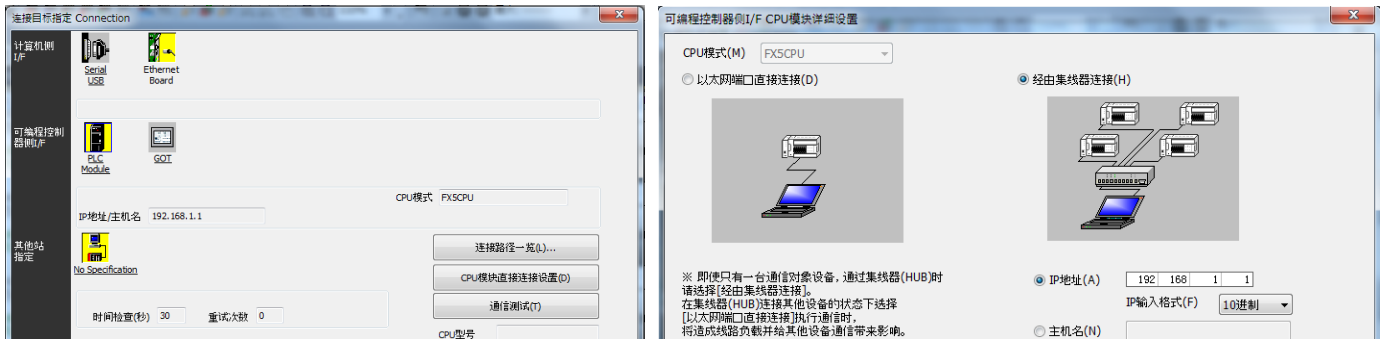 连接目标指定 Connection
计算机侧
I/F
Serial
USB
Ethernet
Board
可编程控制
器侧I/F
PLC
Module
GOT
CPU模式 FX5CPU
IP地址/主机名 192.168.1.1
其他站
指定
No Specification
连接路径一览(L)...
CPU模块直接连接设置(D)
通信测试(T)
时间检查(秒) 30 重试次数 0
CPU型号
可编程控制器侧I/F CPU模块详细设置
CPU模式(M) FX5CPU
以太网端口直接连接(D)
经由集线器连接(H)
※ 即使只有一台通信对象设备，通过集线器(HUB)时
请选择[经由集线器连接]。
在集线器(HUB)连接其他设备的状态下选择
[以太网端口直接连接]执行通信时，
将造成线路负载并给其他设备通信带来影响。
IP地址(A) 192 168 1 1
IP输入格式(F) 10进制
主机名(N)